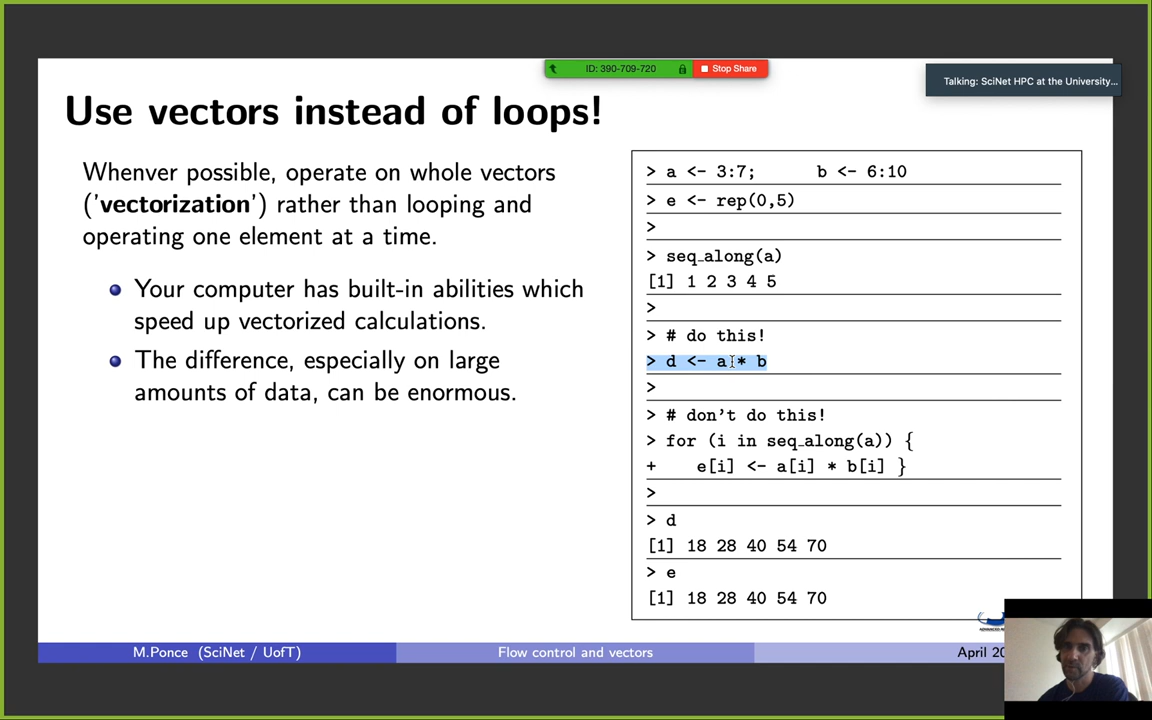 ID: 390-709-720
Stop Share
Talking: SciNet HPC at the University...
Use vectors instead of loops!
Whenver possible, operate on whole vectors
('vectorization') rather than looping and
operating one element at a time.
Your computer has built-in abilities which
speed up vectorized calculations.
The difference, especially on large
amounts of data, can be enormous.
> a <- 3:7; b <- 6:10
> e <- rep(0,5)
>
> seq_along(a)
[1] 1 2 3 4 5
>
> # do this!
> d <- a * b
>
> # don't do this!
> for (i in seq_along(a)) {
+ e[i] <- a[i] * b[i] }
>
> d
[1] 18 28 40 54 70
> e
[1] 18 28 40 54 70
M.Ponce (SciNet / UofT)
Flow control and vectors
April 20